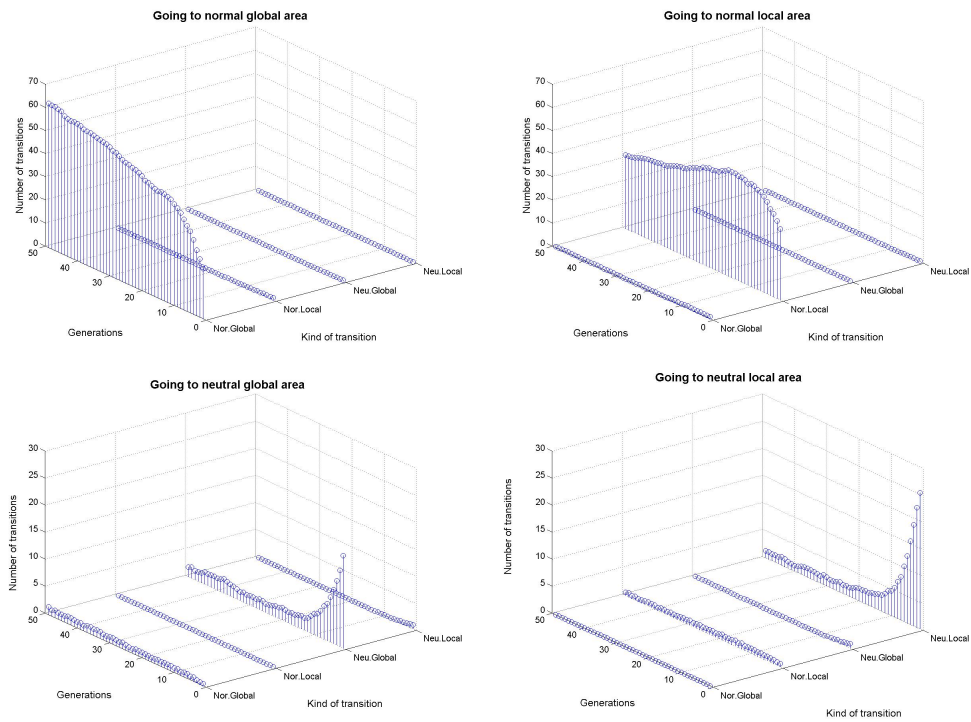 Going to normal global area
70
60
50
40
30
20
10
0
Number of transitions
50
40
30
20
10
0
Generations
Nor.Global
Nor.Local
Neu.Global
Neu.Local
Kind of transition
Going to normal local area
70
60
50
40
30
20
10
0
Number of transitions
50
40
30
20
10
0
Generations
Nor.Global
Nor.Local
Neu.Global
Neu.Local
Kind of transition
Going to neutral global area
30
25
20
15
10
5
0
Number of transitions
50
40
30
20
10
0
Generations
Nor.Global
Nor.Local
Neu.Global
Neu.Local
Kind of transition
Going to neutral local area
30
25
20
15
10
5
0
Number of transitions
50
40
30
20
10
0
Generations
Nor.Global
Nor.Local
Neu.Global
Neu.Local
Kind of transition